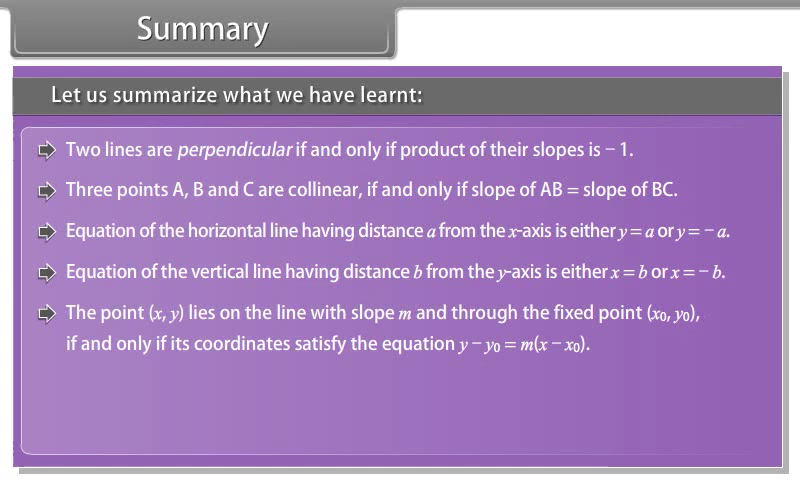 Summary
Let us summarize what we have learnt:
Two lines are perpendicular if and only if product of their slopes is − 1.
Three points A, B and C are collinear, if and only if slope of AB = slope of BC.
Equation of the horizontal line having distance a from the x-axis is either y = a or y = − a.
Equation of the vertical line having distance b from the y-axis is either x = b or x = − b.
The point (x, y) lies on the line with slope m and through the fixed point (x₀, y₀),
if and only if its coordinates satisfy the equation y − y₀ = m(x − x₀).